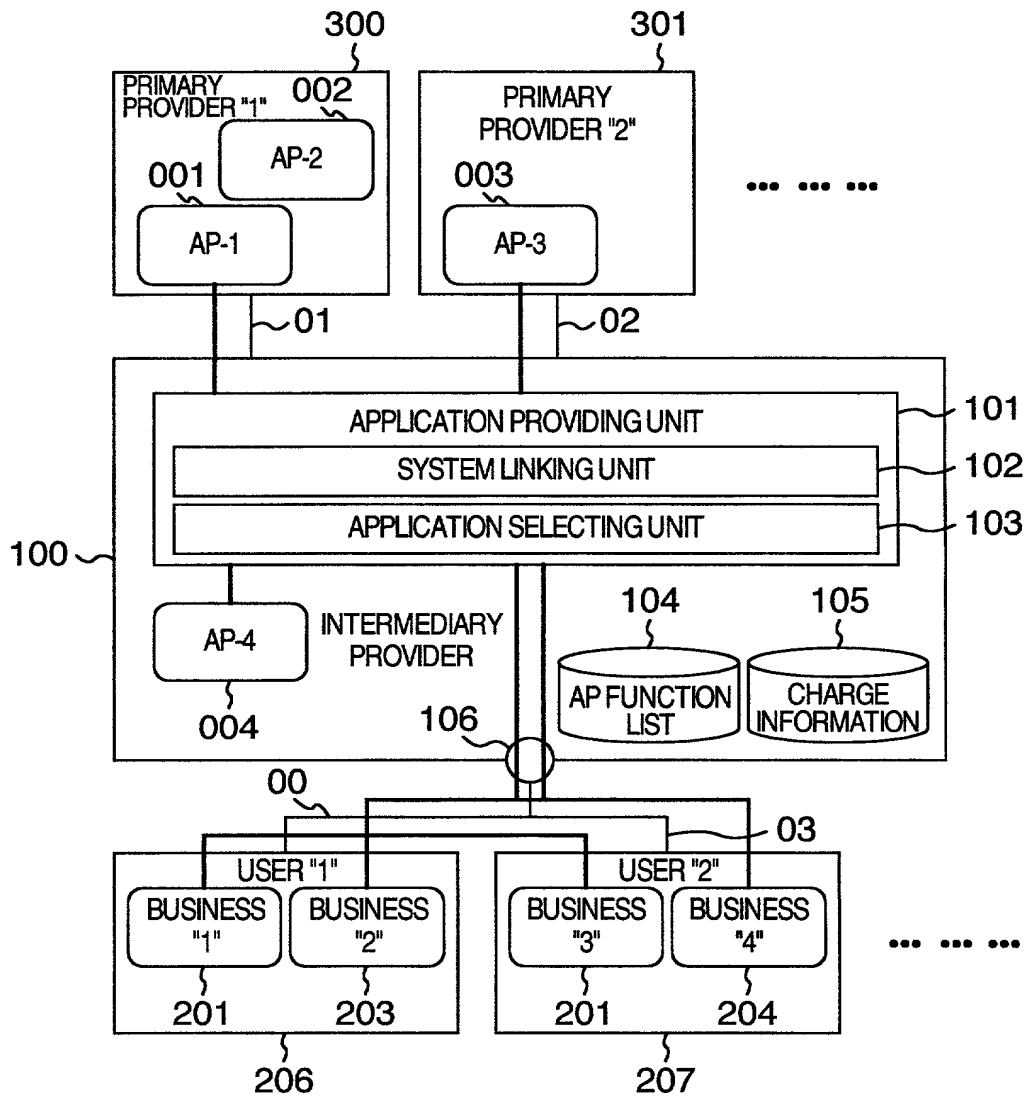 300
301
PRIMARY
PROVIDER "1"
002
AP-2
001
AP-1
PRIMARY
PROVIDER "2"
003
AP-3
... ... ...
01
02
APPLICATION PROVIDING UNIT
101
SYSTEM LINKING UNIT
102
APPLICATION SELECTING UNIT
103
100
AP-4
004
INTERMEDIARY
PROVIDER
104
AP FUNCTION
LIST
105
CHARGE
INFORMATION
106
00
03
USER "1"
BUSINESS
"1"
BUSINESS
"2"
201
203
206
USER "2"
BUSINESS
"3"
BUSINESS
"4"
201
204
207
... ... ...